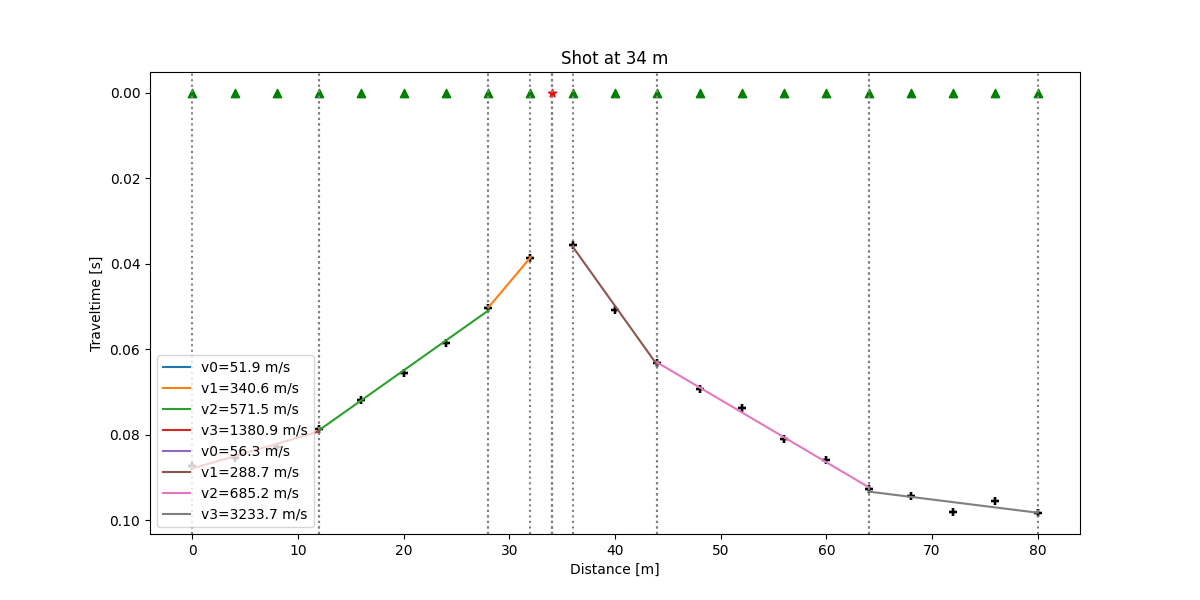 Shot at 34 m
0.00
0.02
0.04
0.06
0.08
0.10
Traveltime [s]
v0=51.9 m/s
v1=340.6 m/s
v2=571.5 m/s
v3=1380.9 m/s
v0=56.3 m/s
v1=288.7 m/s
v2=685.2 m/s
v3=3233.7 m/s
0 10 20 30 40 50 60 70 80
Distance [m]